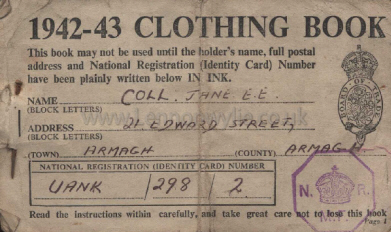 1942-43 CLOTHING BOOK
This book may not be used until the holder's name, full postal
address and National Registration (Identity Card) Number
have been plainly written below IN INK.
NAME COLL. JANE E.E.
(BLOCK LETTERS)
ADDRESS 21 EDWARD STREET,
(BLOCK LETTERS)
(TOWN) ARMAGH (COUNTY) ARMAGH
NATIONAL REGISTRATION (IDENTITY CARD) NUMBER
UANK / 298 / 2
N. R.
Read the instructions within carefully, and take great care not to lose this book
Page 1